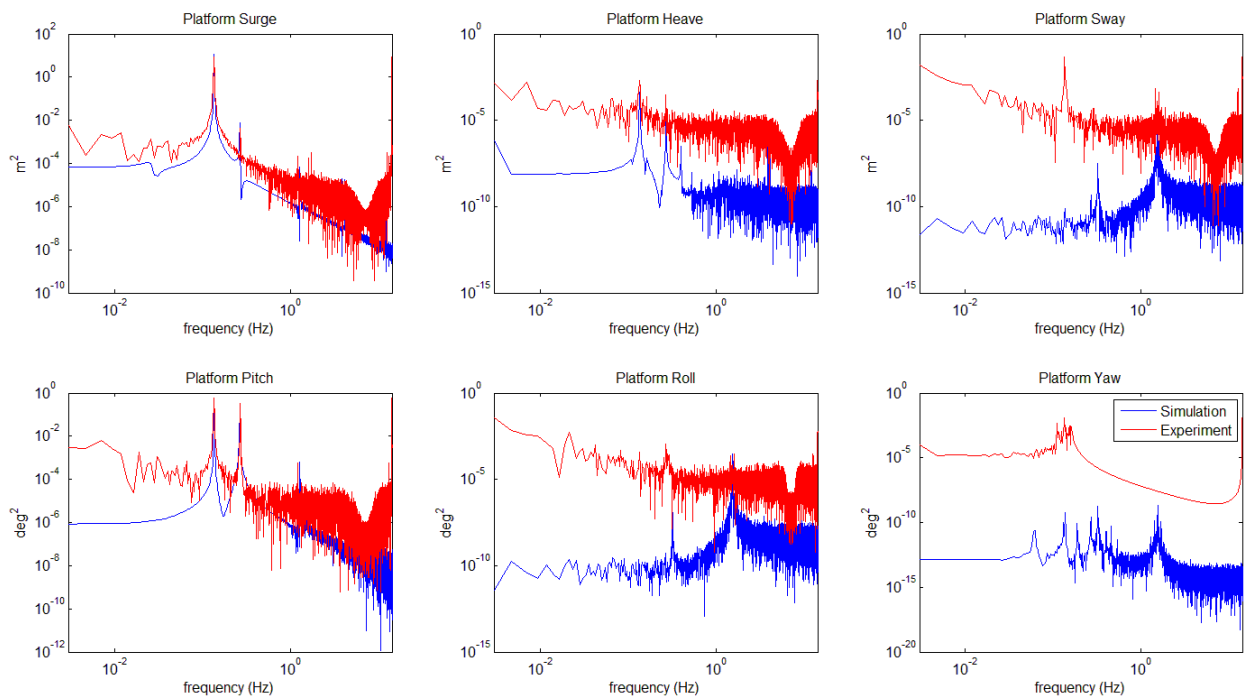 Platform Surge
10^2
10^0
10^-2
10^-4
10^-6
10^-8
10^-10
m^2
10^-2
10^0
frequency (Hz)
Platform Heave
10^0
10^-5
10^-10
10^-15
m^2
10^-2
10^0
frequency (Hz)
Platform Sway
10^0
10^-5
10^-10
10^-15
m^2
10^-2
10^0
frequency (Hz)
Platform Pitch
10^0
10^-2
10^-4
10^-6
10^-8
10^-10
10^-12
deg^2
10^-2
10^0
frequency (Hz)
Platform Roll
10^0
10^-5
10^-10
10^-15
deg^2
10^-2
10^0
frequency (Hz)
Platform Yaw
Simulation
Experiment
10^0
10^-5
10^-10
10^-15
10^-20
deg^2
10^-2
10^0
frequency (Hz)